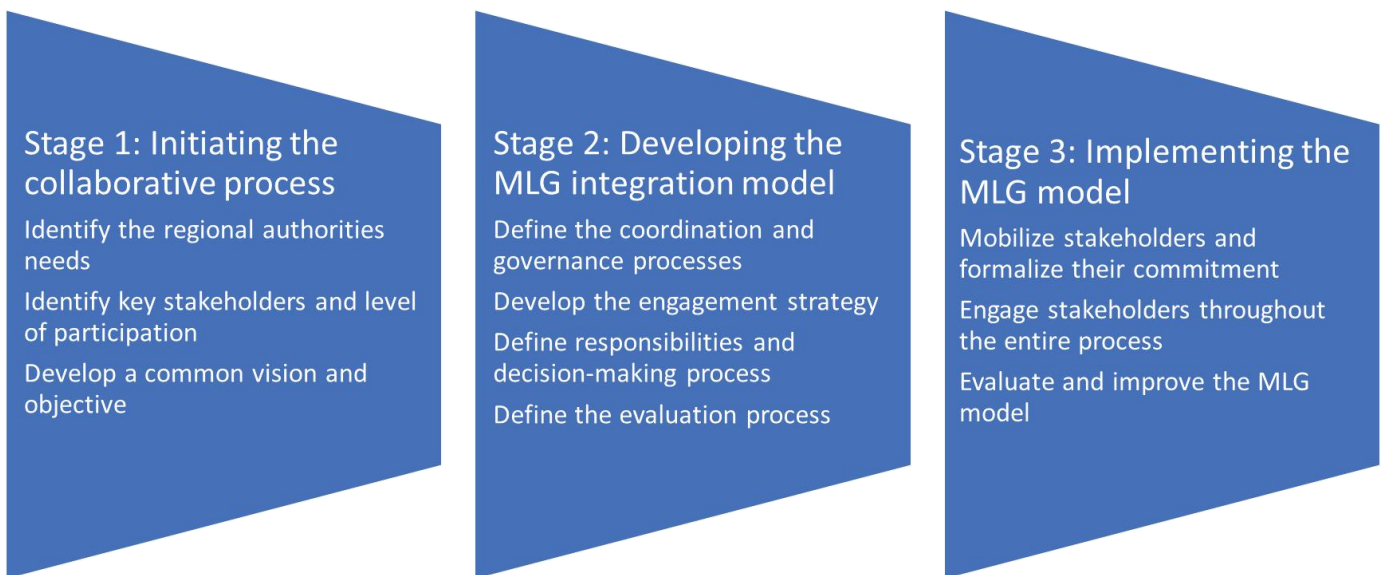 Stage 1: Initiating the
collaborative process
Identify the regional authorities
needs
Identify key stakeholders and level
of participation
Develop a common vision and
objective
Stage 2: Developing the
MLG integration model
Define the coordination and
governance processes
Develop the engagement strategy
Define responsibilities and
decision-making process
Define the evaluation process
Stage 3: Implementing the
MLG model
Mobilize stakeholders and
formalize their commitment
Engage stakeholders throughout
the entire process
Evaluate and improve the MLG
model